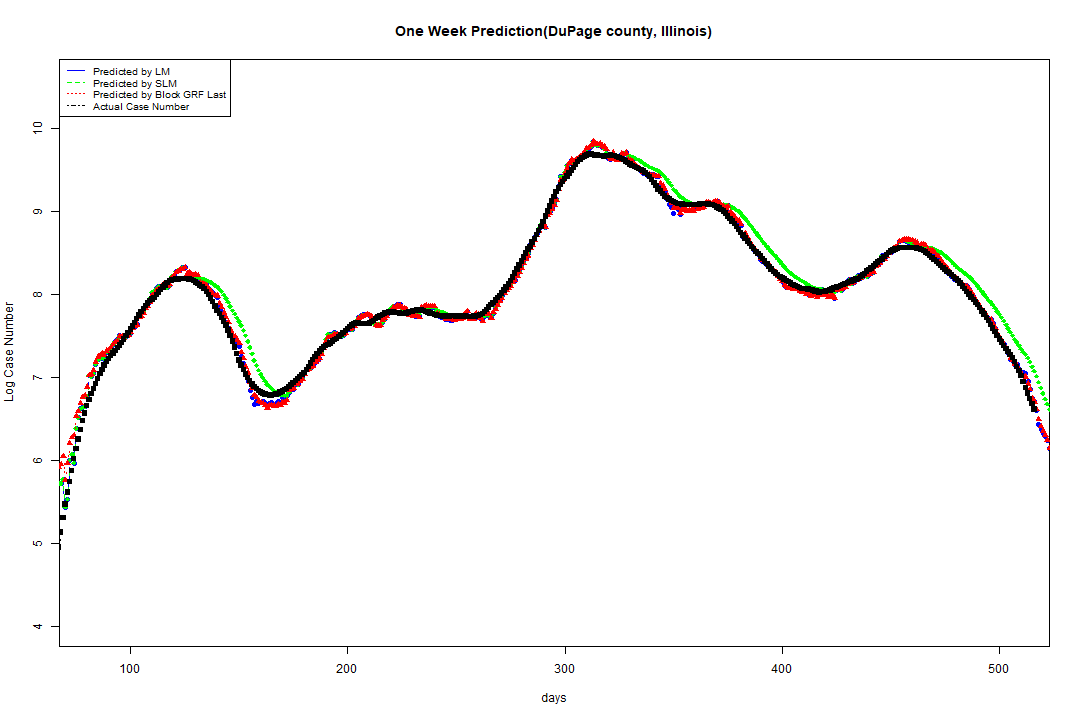 One Week Prediction(DuPage county, Illinois)
Predicted by LM
Predicted by SLM
Predicted by Block GRF Last
Actual Case Number
10
9
8
7
6
5
4
Log Case Number
100 200 300 400 500
days